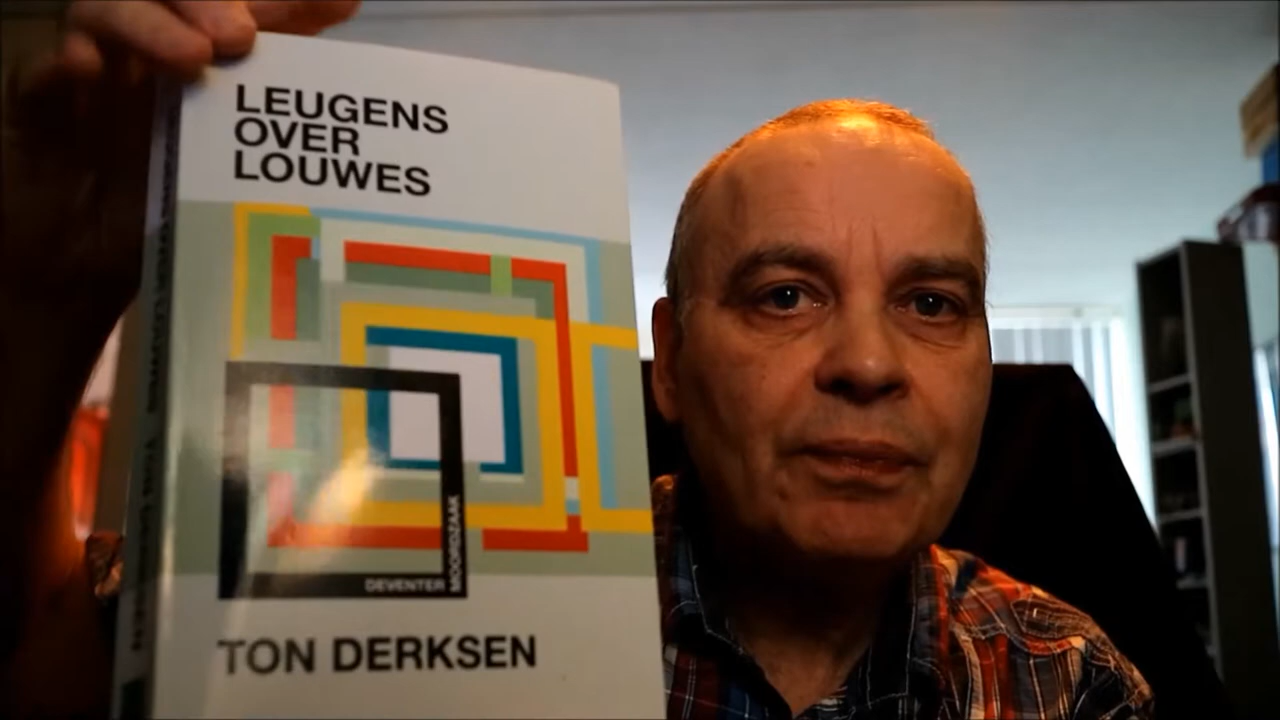 LEUGENS
OVER
LOUWES
DEVENTER
MOORDZAAK
TON DERKSEN